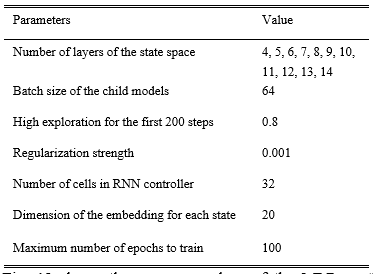 Parameters Value
Number of layers of the state space 4, 5, 6, 7, 8, 9, 10,
11, 12, 13, 14
Batch size of the child models 64
High exploration for the first 200 steps 0.8
Regularization strength 0.001
Number of cells in RNN controller 32
Dimension of the embedding for each state 20
Maximum number of epochs to train 100